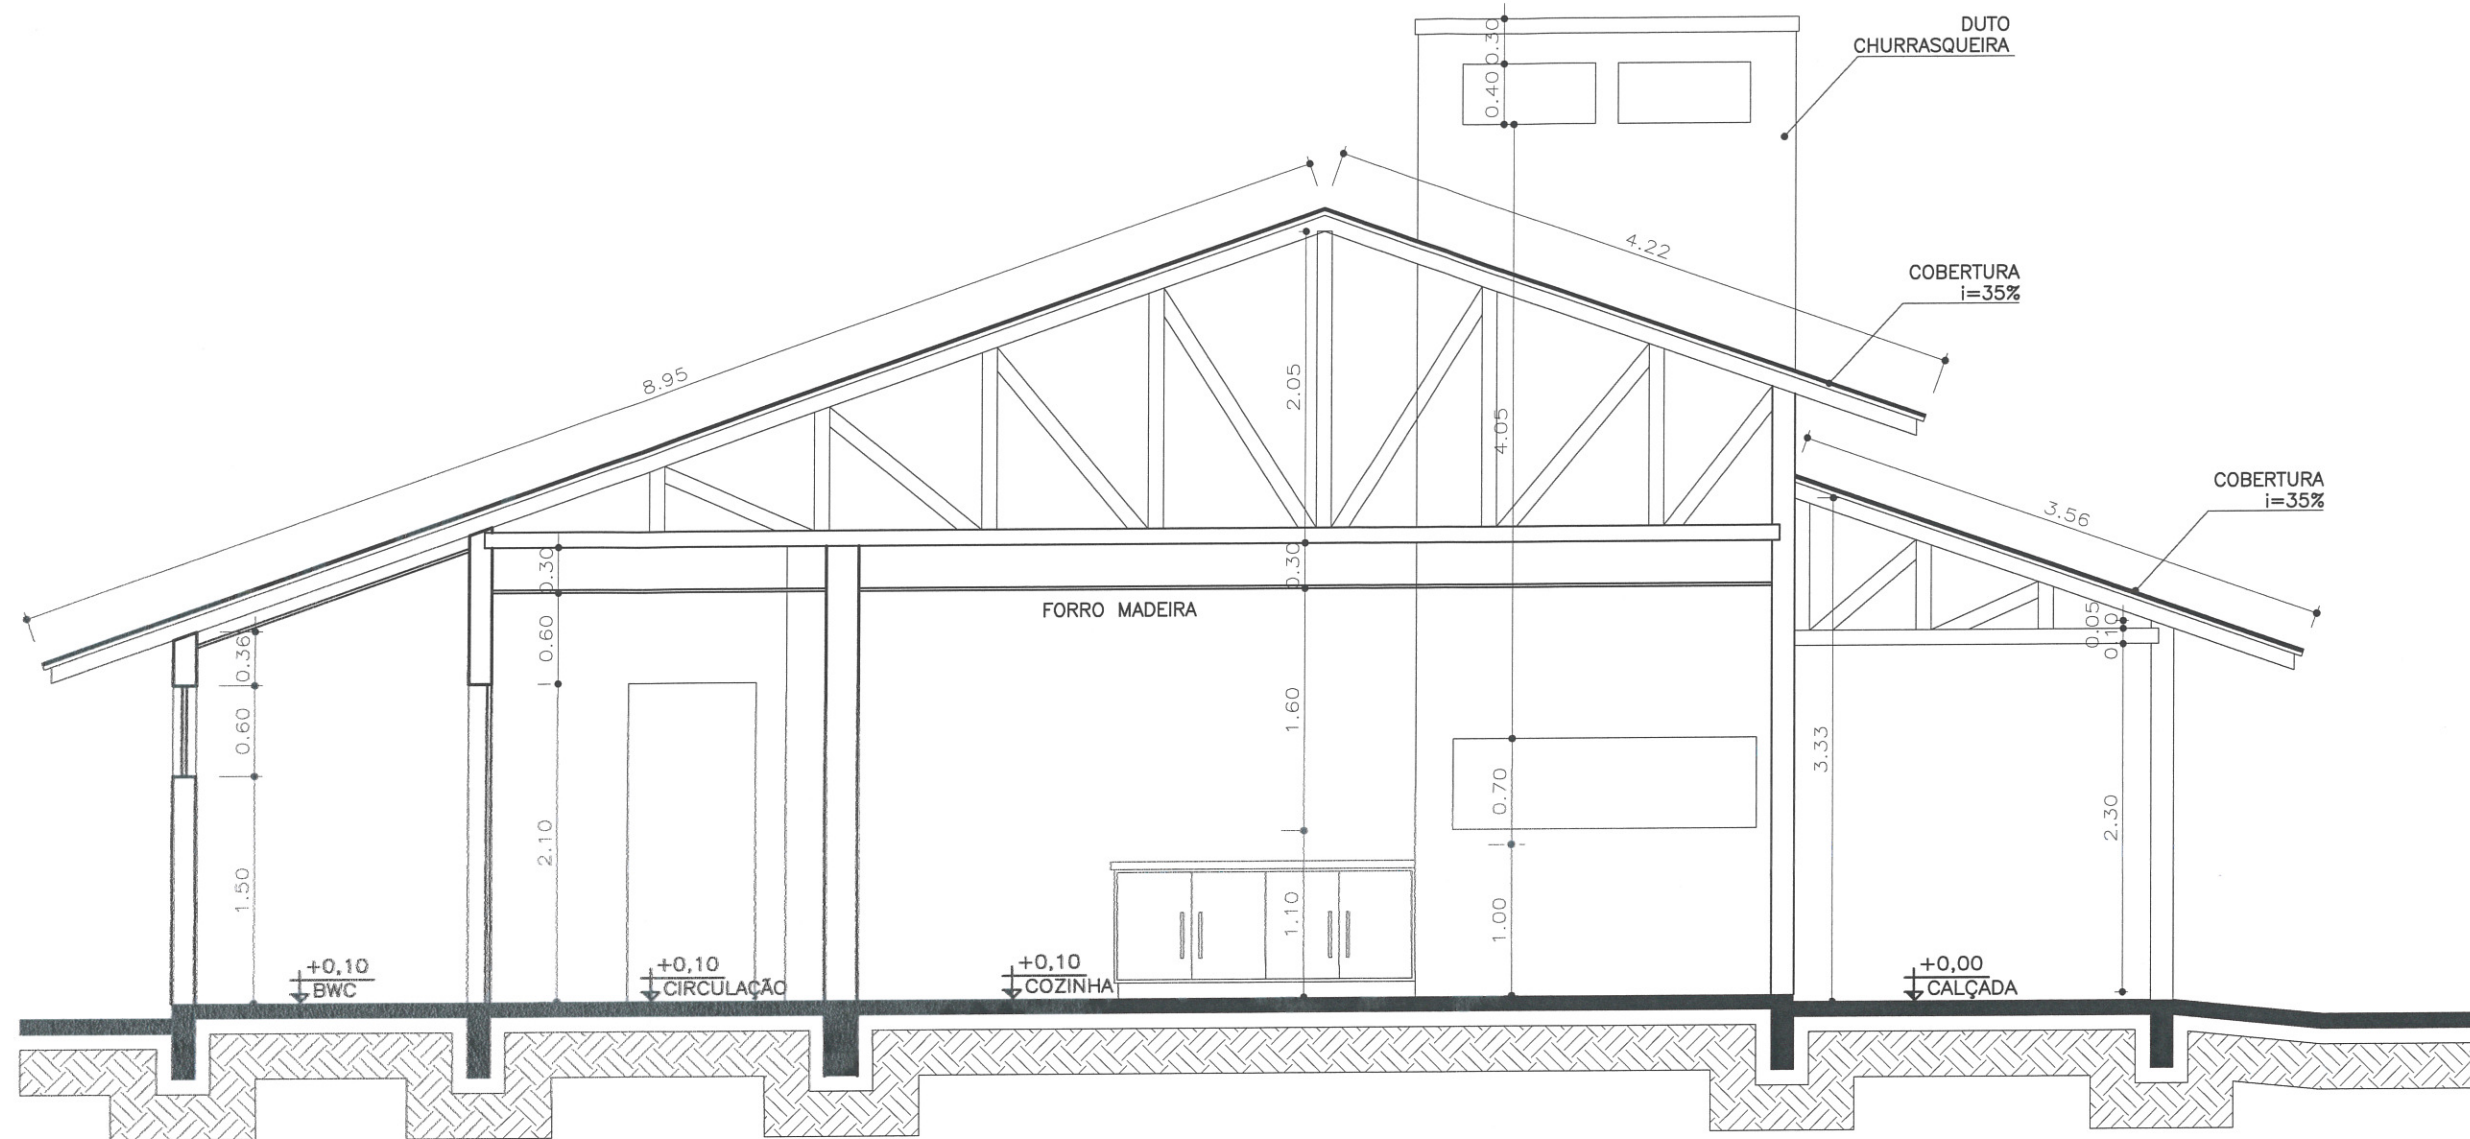 DUTO
CHURRASQUEIRA
0.30
0.40
4.22
COBERTURA
i=35%
8.95
2.05
4.05
COBERTURA
i=35%
3.56
0.30
0.30
FORRO MADEIRA
0.60
0.36
0.05
0.10
0.60
1.60
3.33
0.70
2.30
2.10
1.50
1.10
1.00
+0,10
BWC
+0,10
CIRCULAÇÃO
+0,10
COZINHA
+0,00
CALÇADA